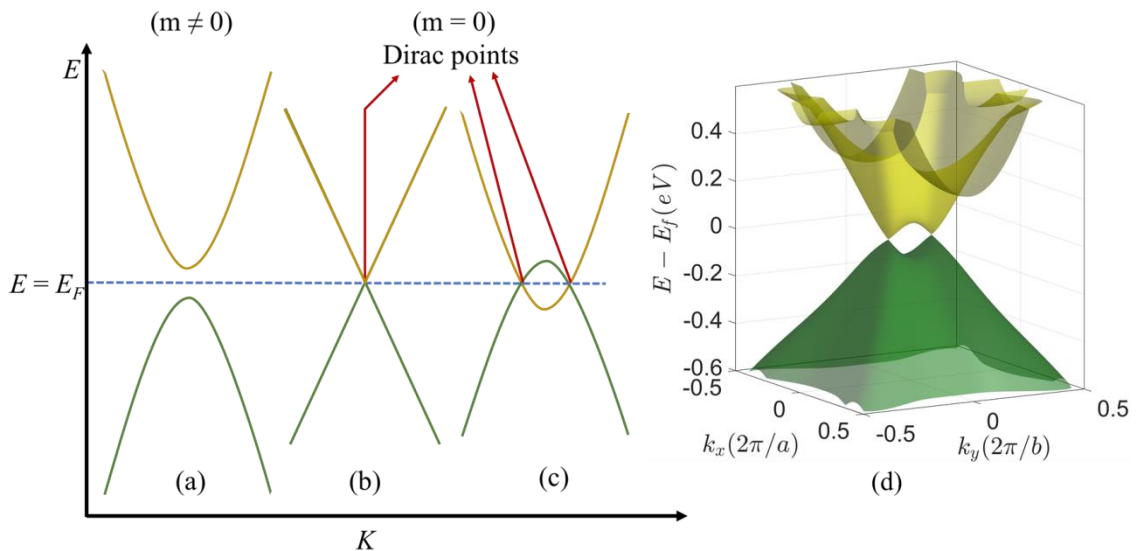 (m ≠ 0)
(m = 0)
Dirac points
E
E = E_F
(a)
(b)
(c)
K
E − E_f(eV)
0.4
0.2
0
-0.2
-0.4
-0.6
-0.5
0
0.5
k_x(2π/a)
-0.5
0
0.5
k_y(2π/b)
(d)